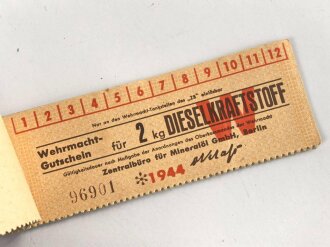 1 2 3 4 5 6 7 8 9 10 11 12
Nur an den Wehrmacht-Tankstellen des
einlösbar
Wehrmacht-Gutschein für 2 kg DIESELKRAFTSTOFF
Gültigkeitsdauer nach Maßgabe der Anordnungen des Oberkommandos der Wehrmacht
Zentralbüro für Mineralöl GmbH, Berlin
96901 *1944